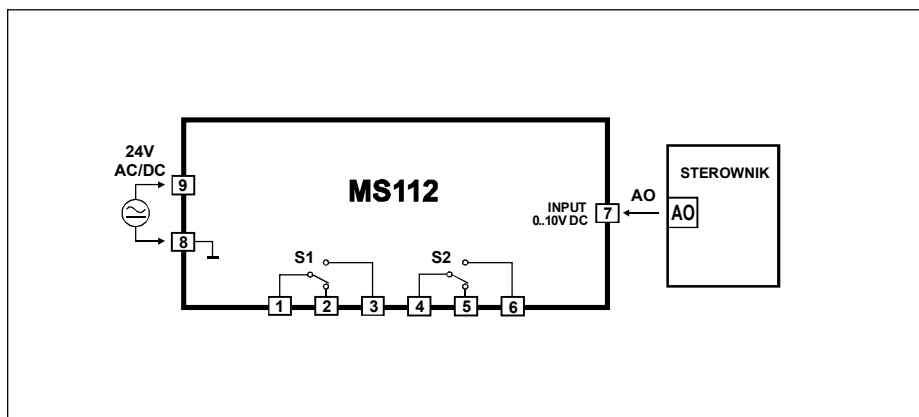 24V
AC/DC
9
8
MS112
S1
S2
1 2 3 4 5 6
INPUT
0..10V DC
7
AO
STEROWNIK
AO